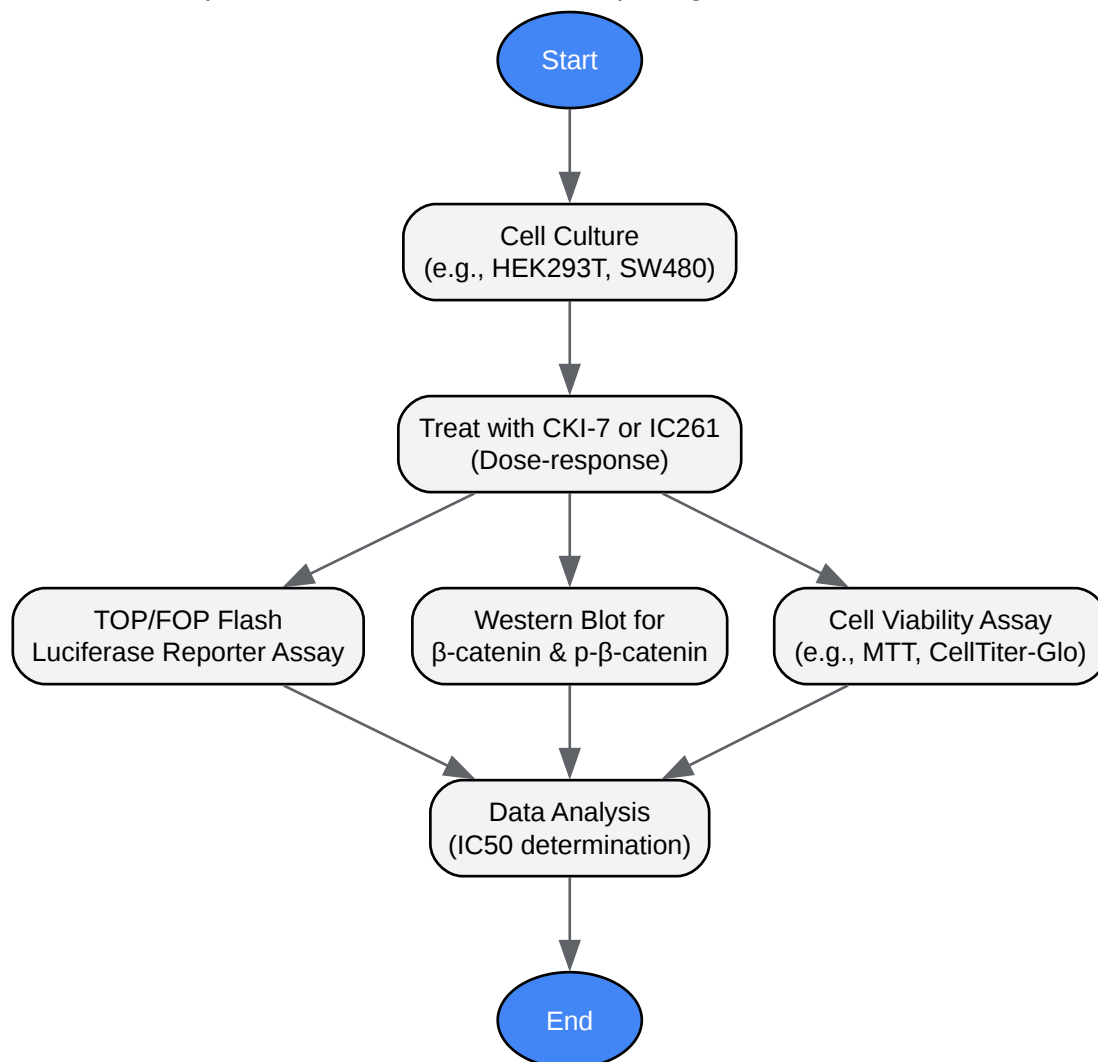 Start
Cell Culture
(e.g., HEK293T, SW480)
Treat with CKI-7 or IC261
(Dose-response)
TOP/FOP Flash
Luciferase Reporter Assay
Western Blot for
β-catenin & p-β-catenin
Cell Viability Assay
(e.g., MTT, CellTiter-Glo)
Data Analysis
(IC50 determination)
End